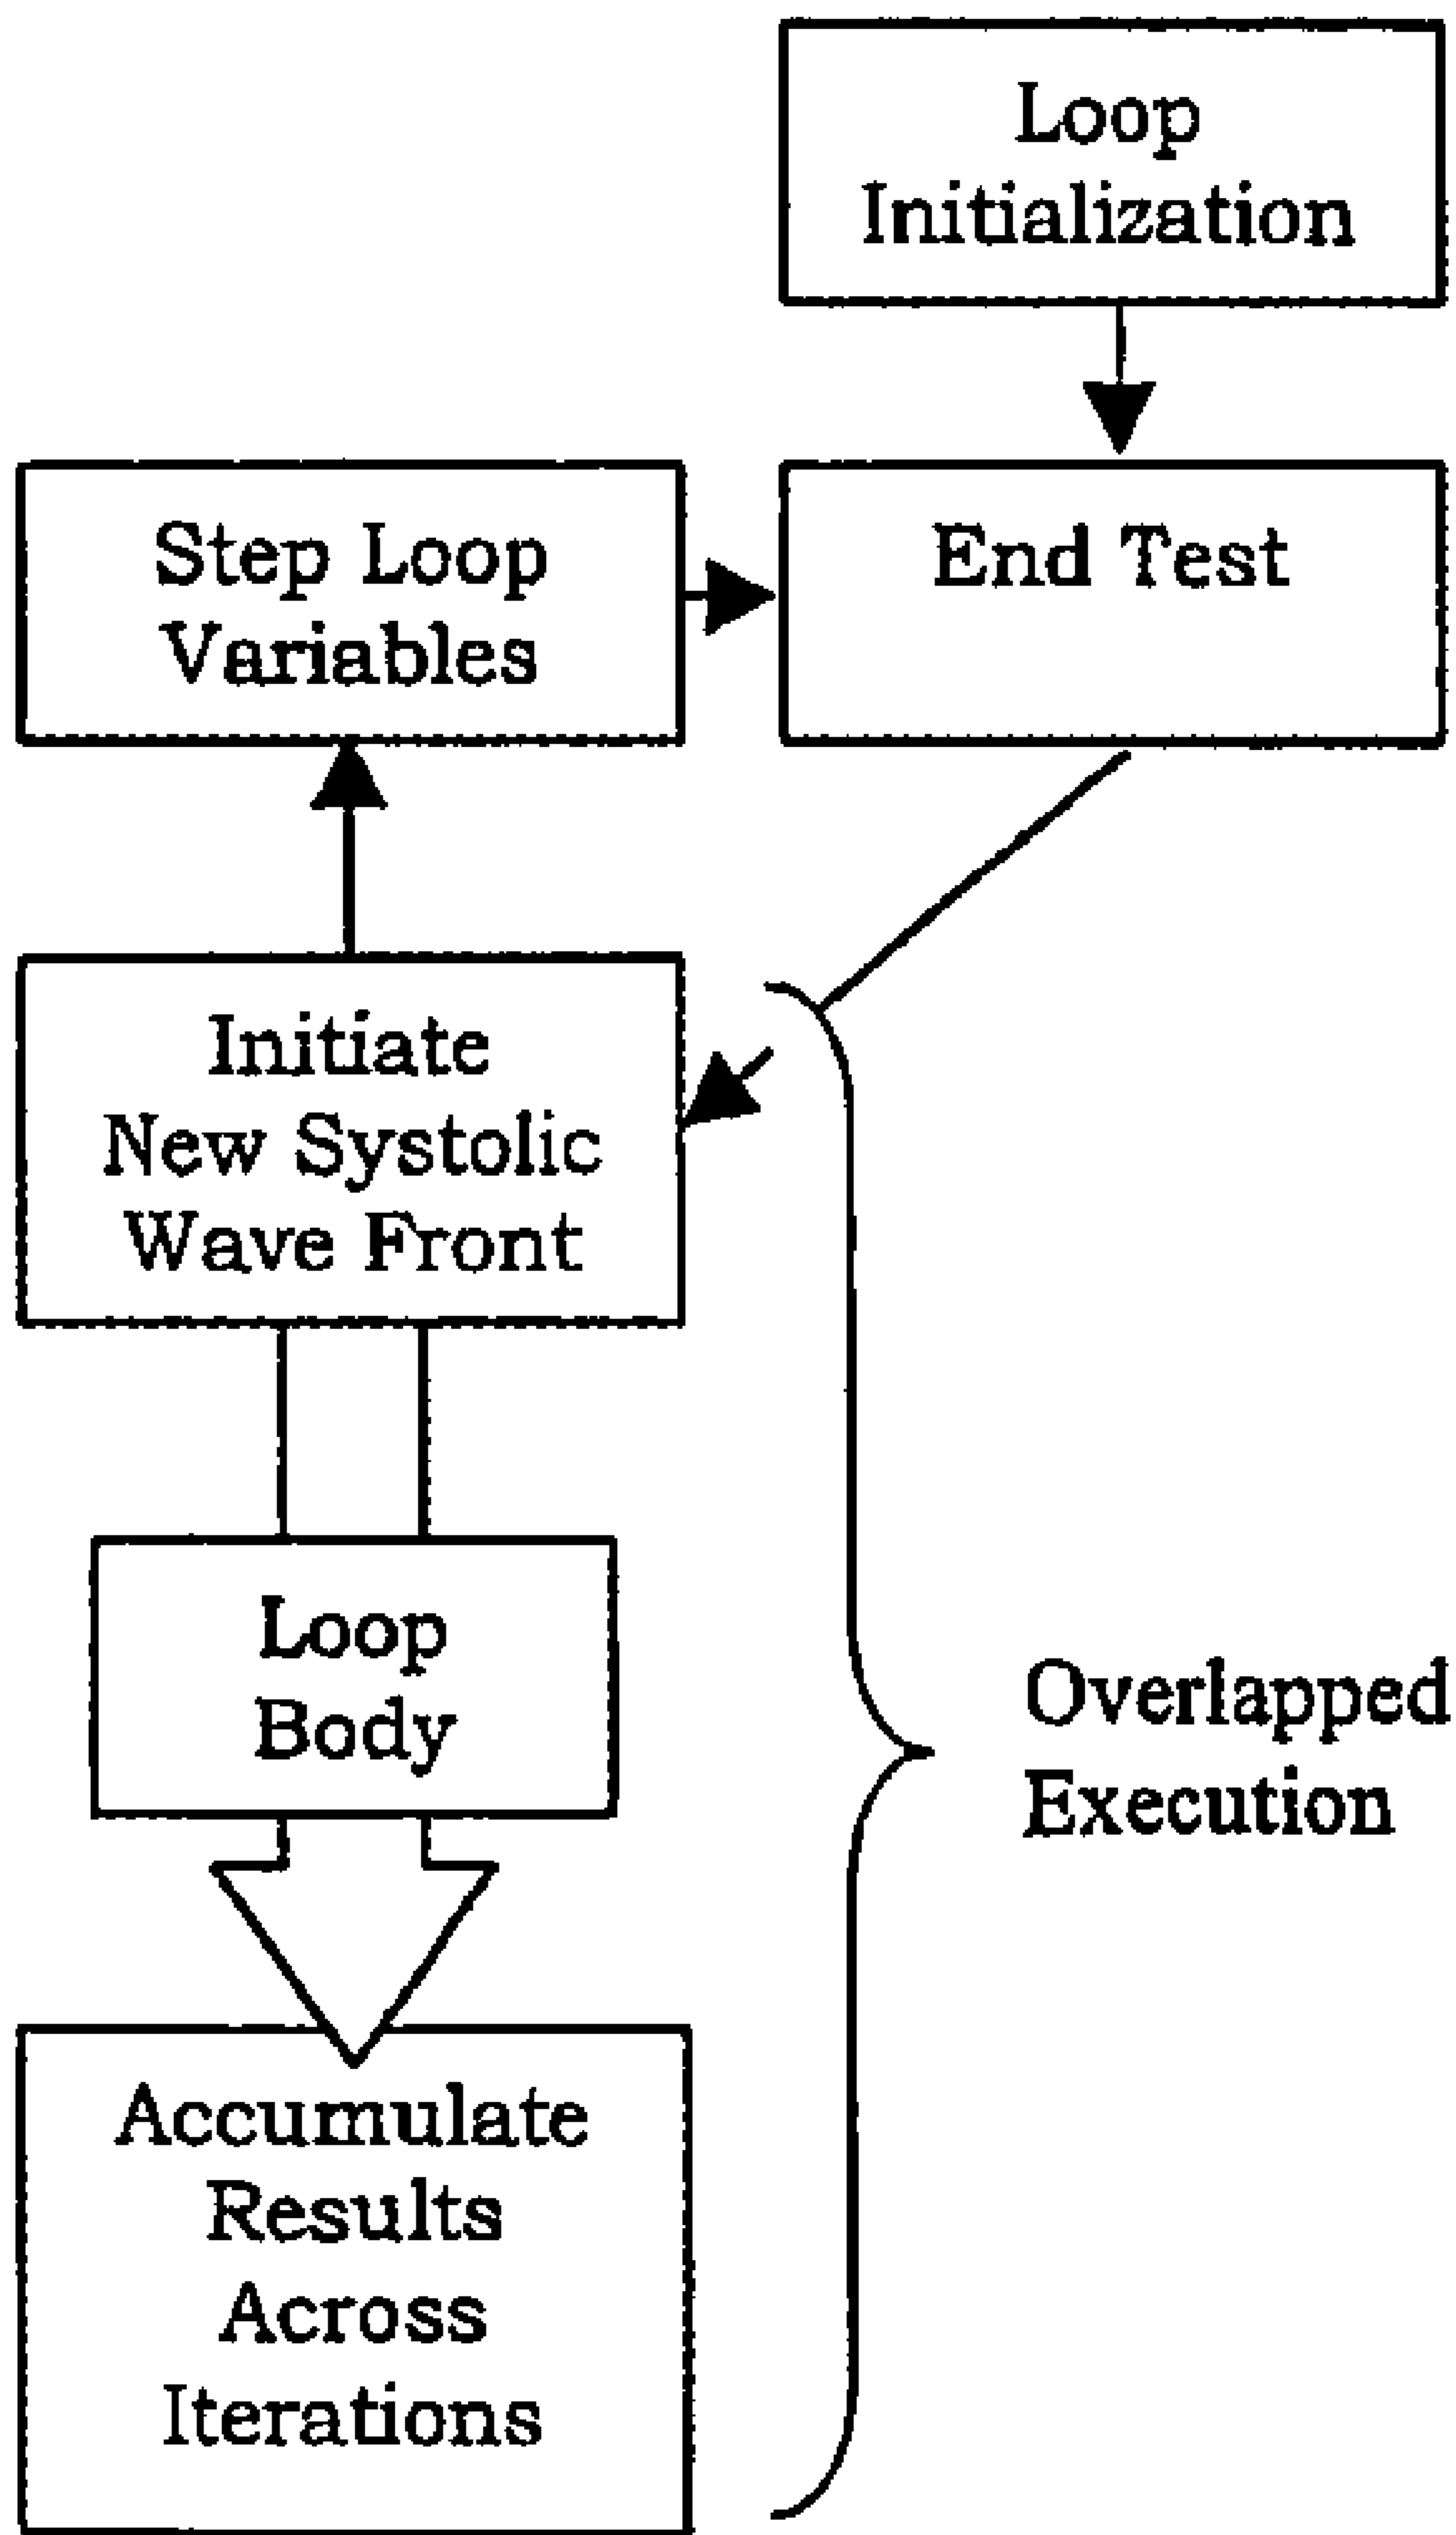 Loop
Initialization
Step Loop
Variables
End Test
Initiate
New Systolic
Wave Front
Loop
Body
Overlapped
Execution
Accumulate
Results
Across
Iterations